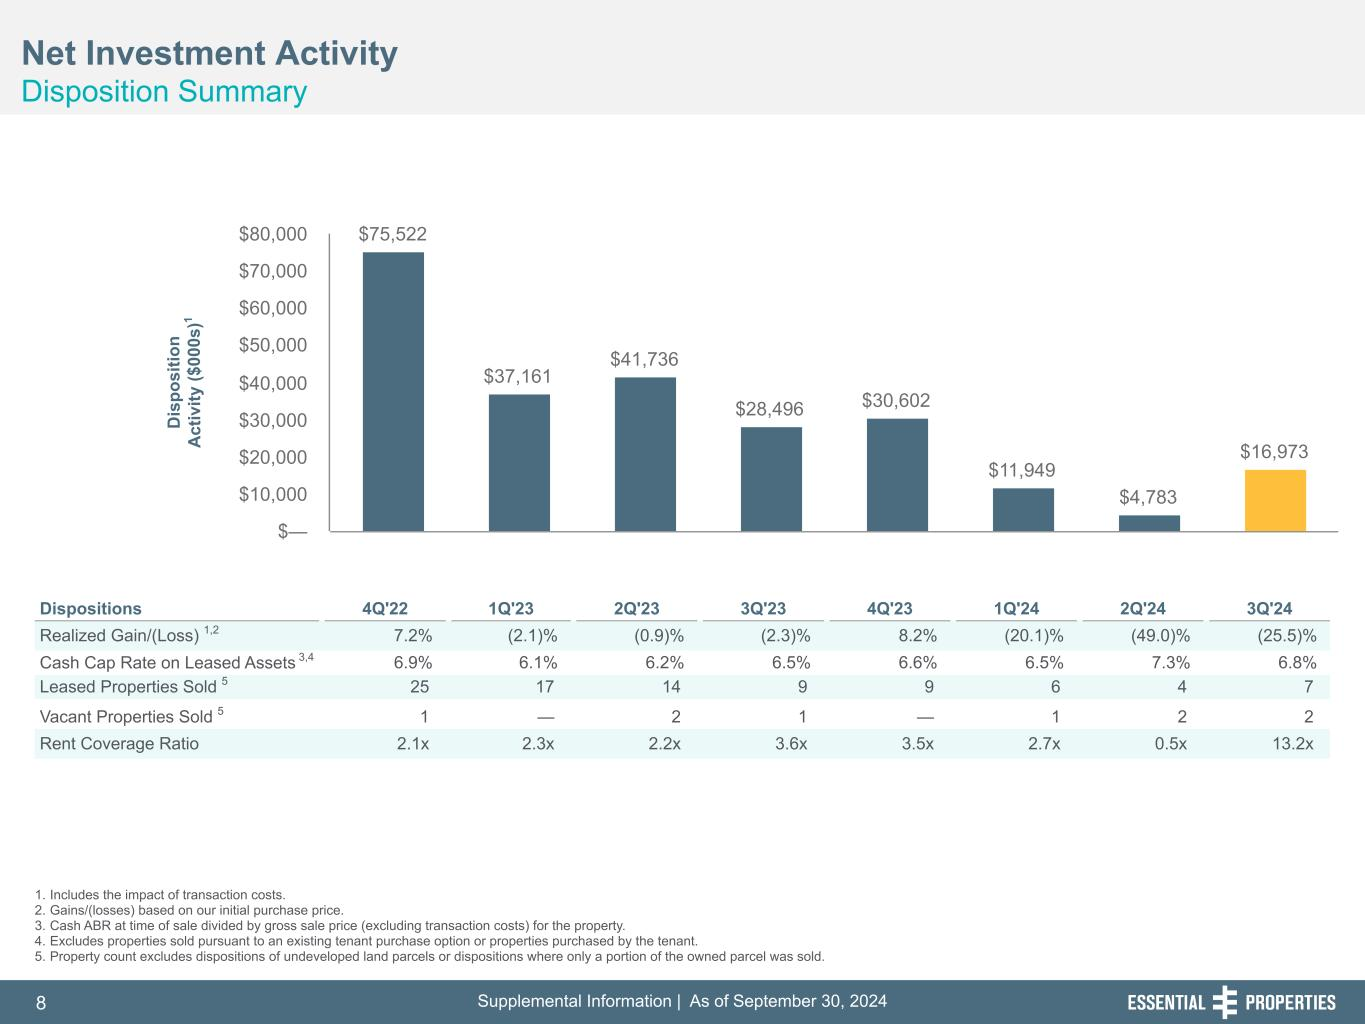 Net Investment Activity
Disposition Summary
$80,000
$70,000
$60,000
$50,000
$40,000
$30,000
$20,000
$10,000
$—
Disposition
Activity ($000s)1
$75,522
$37,161
$41,736
$28,496
$30,602
$11,949
$4,783
$16,973
Dispositions 4Q'22 1Q'23 2Q'23 3Q'23 4Q'23 1Q'24 2Q'24 3Q'24
Realized Gain/(Loss) 1,2 7.2% (2.1)% (0.9)% (2.3)% 8.2% (20.1)% (49.0)% (25.5)%
Cash Cap Rate on Leased Assets 3,4 6.9% 6.1% 6.2% 6.5% 6.6% 6.5% 7.3% 6.8%
Leased Properties Sold 5 25 17 14 9 9 6 4 7
Vacant Properties Sold 5 1 — 2 1 — 1 2 2
Rent Coverage Ratio 2.1x 2.3x 2.2x 3.6x 3.5x 2.7x 0.5x 13.2x
1. Includes the impact of transaction costs.
2. Gains/(losses) based on our initial purchase price.
3. Cash ABR at time of sale divided by gross sale price (excluding transaction costs) for the property.
4. Excludes properties sold pursuant to an existing tenant purchase option or properties purchased by the tenant.
5. Property count excludes dispositions of undeveloped land parcels or dispositions where only a portion of the owned parcel was sold.
8
Supplemental Information | As of September 30, 2024
ESSENTIAL PROPERTIES